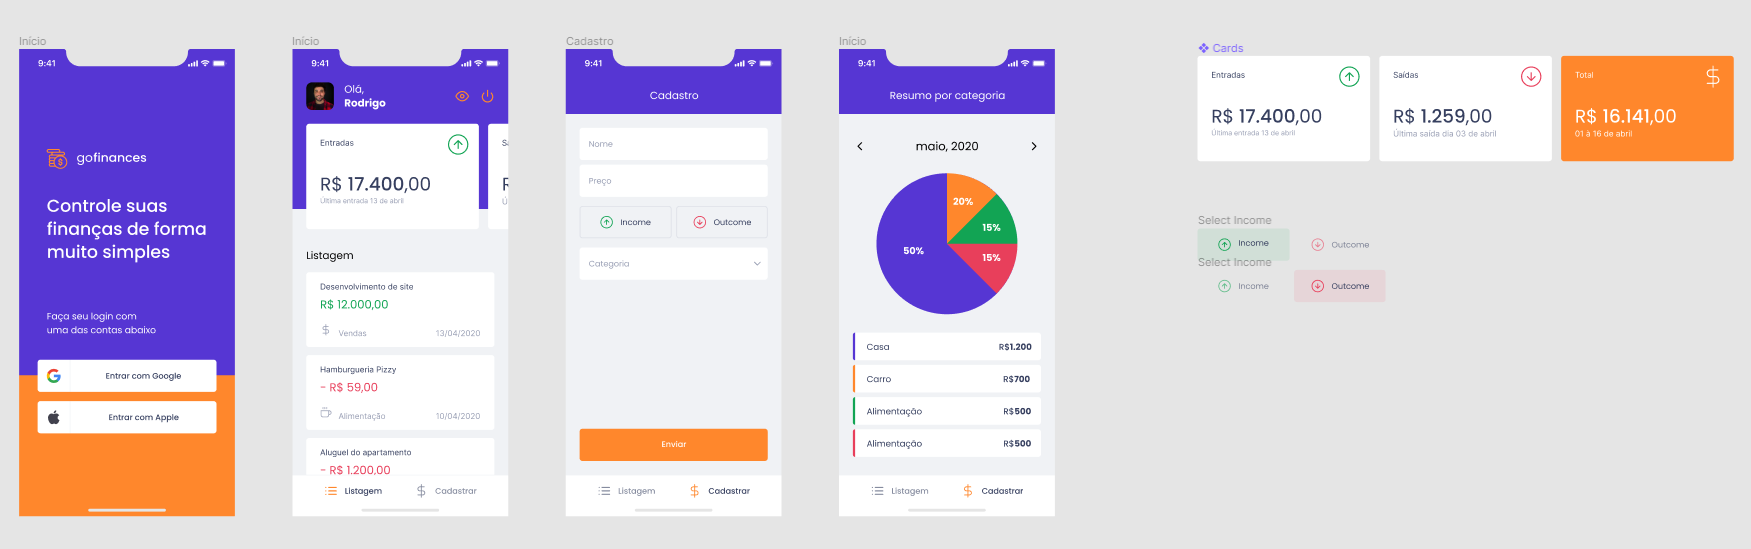 Início
9:41
gofinances
Controle suas
finanças de forma
muito simples
Faça seu login com
uma das contas abaixo
Entrar com Google
Entrar com Apple
Início
9:41
Olá,
Rodrigo
Entradas
R$ 17.400,00
Última entrada 13 de abril
Listagem
Desenvolvimento de site
R$ 12.000,00
Vendas
13/04/2020
Hamburgueria Pizzy
- R$ 59,00
Alimentação
10/04/2020
Aluguel do apartamento
- R$ 1.200,00
Listagem
Cadastrar
Cadastro
9:41
Cadastro
Nome
Preço
Income
Outcome
Categoria
Enviar
Listagem
Cadastrar
Início
9:41
Resumo por categoria
maio, 2020
20%
15%
15%
50%
Casa
R$1.200
Carro
R$700
Alimentação
R$500
Alimentação
R$500
Listagem
Cadastrar
Cards
Entradas
R$ 17.400,00
Última entrada 13 de abril
Saídas
R$ 1.259,00
Última saída dia 03 de abril
Total
R$ 16.141,00
01 à 16 de abril
Select Income
Income
Outcome
Select Income
Income
Outcome